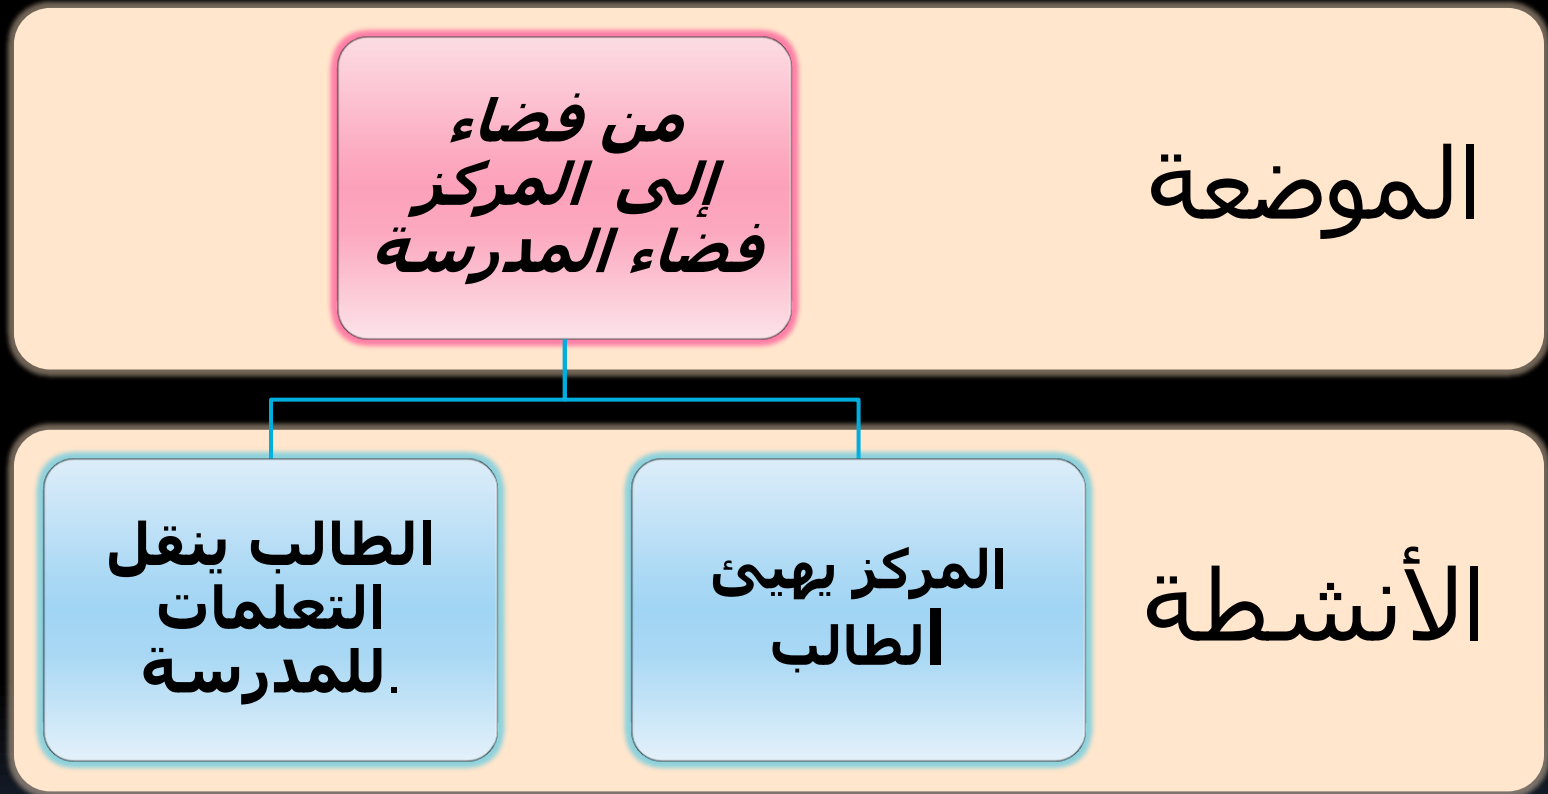 الموضعة
من فضاء
إلى المركز
فضاء المدرسة
الأنشطة
المركز يهيئ
الطالب
الطالب ينقل
التعلمات
للمدرسة.